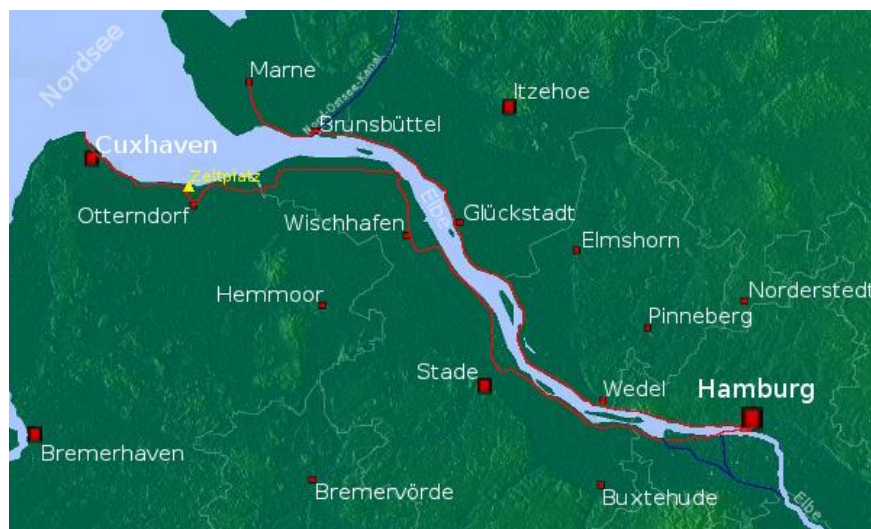 Nordsee
Marne
Nord-Ostsee-Kanal
Itzehoe
Brunsbüttel
Cuxhaven
Zeltplatz
Otterndorf
Elbe
Glückstadt
Wischhafen
Elmshorn
Hemmoor
Norderstedt
Pinneberg
Stade
Wedel
Hamburg
Bremerhaven
Bremervörde
Buxtehude
Elbe